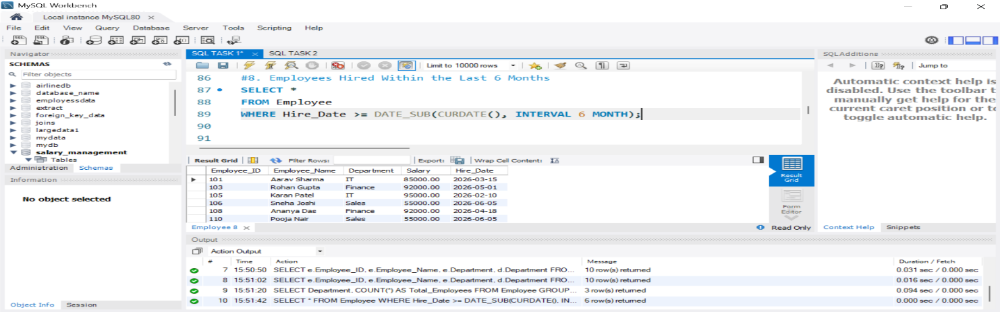 MySQL Workbench
Local instance MySQL80
File Edit View Query Database Server Tools Scripting Help
Navigator
SCHEMAS
Filter objects
airlinedb
database_name
employessdata
extract
foreign_key_data
joins
largedata1
mydata
mydb
salary_management
Tables
Administration Schemas
Information
No object selected
Object Info Session
SQL TASK 1* SQL TASK 2
Limit to 10000 rows
86 #8. Employees Hired Within the Last 6 Months
87 SELECT *
88 FROM Employee
89 WHERE Hire_Date >= DATE_SUB(CURDATE(), INTERVAL 6 MONTH);
90
91
Result Grid Filter Rows: Export: Wrap Cell Content:
Employee_ID Employee_Name Department Salary Hire_Date
101 Aarav Sharma IT 85000.00 2026-03-15
103 Rohan Gupta Finance 92000.00 2026-05-01
105 Karan Patel IT 95000.00 2026-02-10
106 Sneha Joshi Sales 55000.00 2026-06-05
108 Ananya Das Finance 92000.00 2026-04-18
110 Pooja Nair Sales 55000.00 2026-06-05
Result
Grid
Form
Editor
Employee 8 Read Only
Output
Action Output
# Time Action Message Duration / Fetch
7 15:50:50 SELECT e.Employee_ID, e.Employee_Name, e.Department, d.Department FRO... 10 row(s) returned 0.031 sec / 0.000 sec
8 15:51:02 SELECT e.Employee_ID, e.Employee_Name, e.Department, d.Department FRO... 10 row(s) returned 0.016 sec / 0.000 sec
9 15:51:20 SELECT Department, COUNT(*) AS Total_Employees FROM Employee GROUP... 3 row(s) returned 0.094 sec / 0.000 sec
10 15:51:42 SELECT * FROM Employee WHERE Hire_Date >= DATE_SUB(CURDATE(), IN... 6 row(s) returned 0.000 sec / 0.000 sec
SQLAdditions
Jump to
Automatic context help is
disabled. Use the toolbar t
manually get help for the
current caret position or to
toggle automatic help.
Context Help Snippets